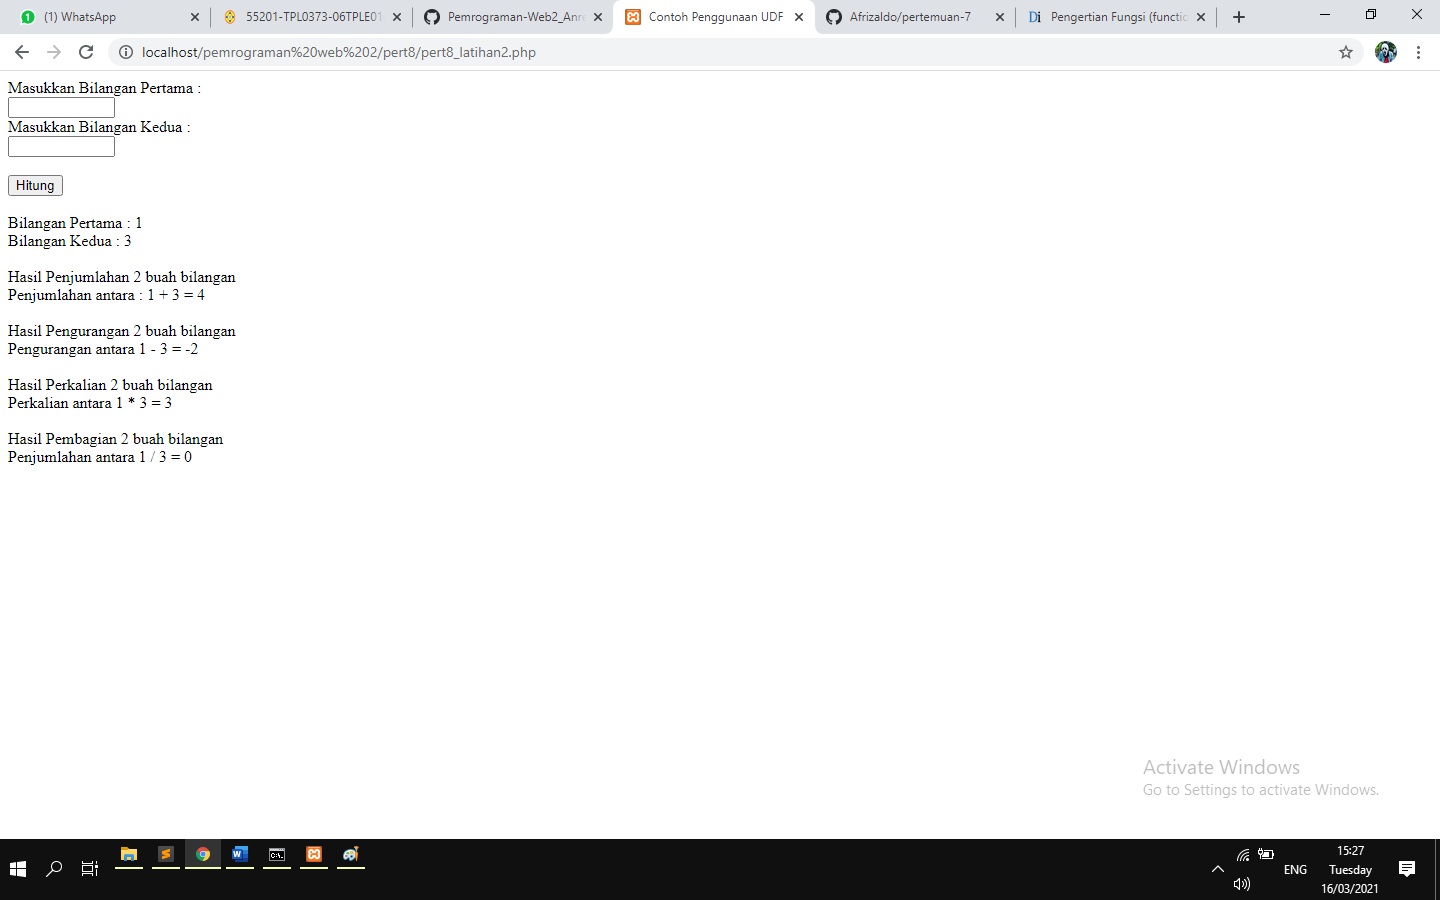 (1) WhatsApp
55201-TPL0373-06TPLE01
Pemrograman-Web2_Anr
Contoh Penggunaan UDF
Afrizaldo/pertemuan-7
Di Pengertian Fungsi (functi
localhost/pemrograman%20web%202/pert8/pert8_latihan2.php
Masukkan Bilangan Pertama :
Masukkan Bilangan Kedua :
Hitung
Bilangan Pertama : 1
Bilangan Kedua : 3
Hasil Penjumlahan 2 buah bilangan
Penjumlahan antara : 1 + 3 = 4
Hasil Pengurangan 2 buah bilangan
Pengurangan antara 1 - 3 = -2
Hasil Perkalian 2 buah bilangan
Perkalian antara 1 * 3 = 3
Hasil Pembagian 2 buah bilangan
Penjumlahan antara 1 / 3 = 0
Activate Windows
Go to Settings to activate Windows.
15:27
ENG Tuesday
16/03/2021